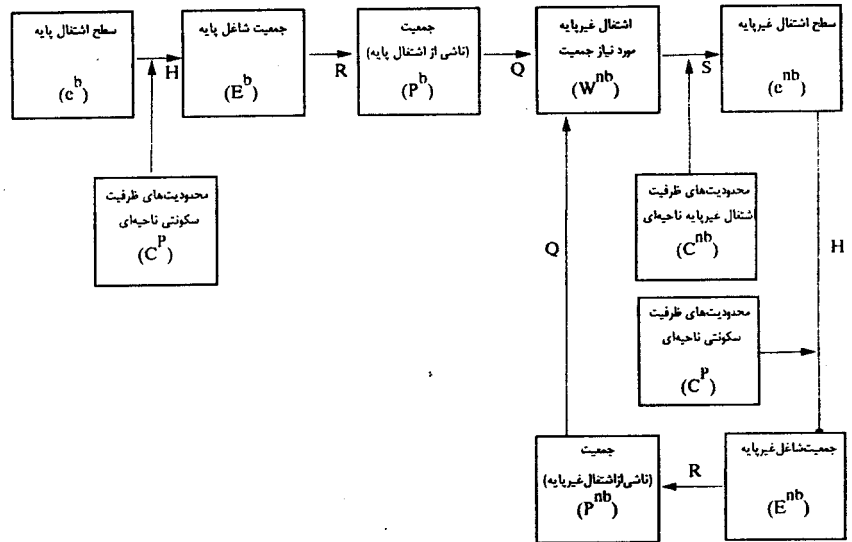 سطح اشتغال پایه
(e^b)
H
جمعیت شاغل پایه
(E^b)
R
جمعیت
(ناشی از اشتغال پایه)
(P^b)
Q
اشتغال غیرپایه
مورد نیاز جمعیت
(W^nb)
S
سطح اشتغال غیرپایه
(e^nb)
محدودیت‌های ظرفیت
سکونتی ناحیه‌ای
(C^P)
محدودیت‌های ظرفیت
اشتغال غیرپایه ناحیه‌ای
(C^nb)
Q
H
محدودیت‌های ظرفیت
سکونتی ناحیه‌ای
(C^P)
جمعیت
(ناشی از اشتغال غیرپایه)
(P^nb)
R
جمعیت شاغل غیرپایه
(E^nb)